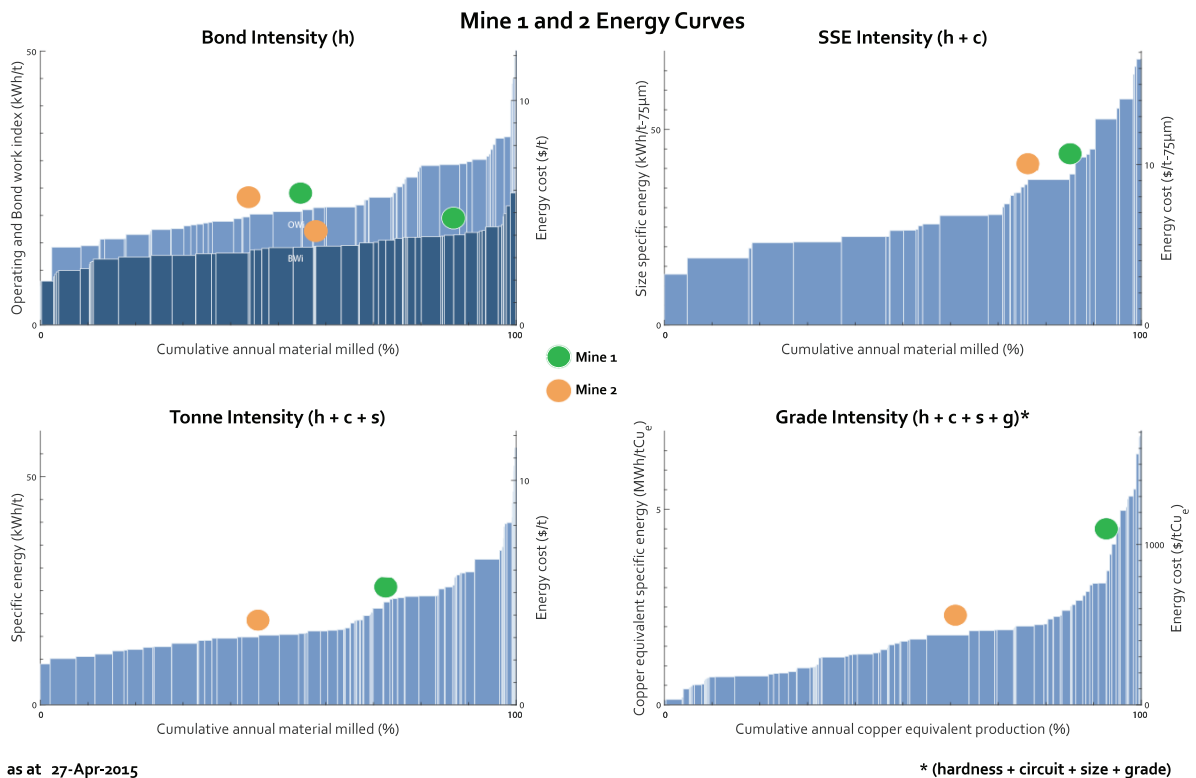 Mine 1 and 2 Energy Curves
Bond Intensity (h)
50
0
Operating and Bond work index (kWh/t)
OWi
BWi
10
0
Energy cost ($/t)
0
100
Cumulative annual material milled (%)
SSE Intensity (h + c)
50
0
Size specific energy (kWh/t-75µm)
10
0
Energy cost ($/t-75µm)
0
100
Cumulative annual material milled (%)
Mine 1
Mine 2
Tonne Intensity (h + c + s)
50
0
Specific energy (kWh/t)
10
0
Energy cost ($/t)
0
100
Cumulative annual material milled (%)
Grade Intensity (h + c + s + g)*
5
0
Copper equivalent specific energy (MWh/tCue)
1000
0
Energy cost ($/tCue)
0
100
Cumulative annual copper equivalent production (%)
as at 27-Apr-2015
* (hardness + circuit + size + grade)